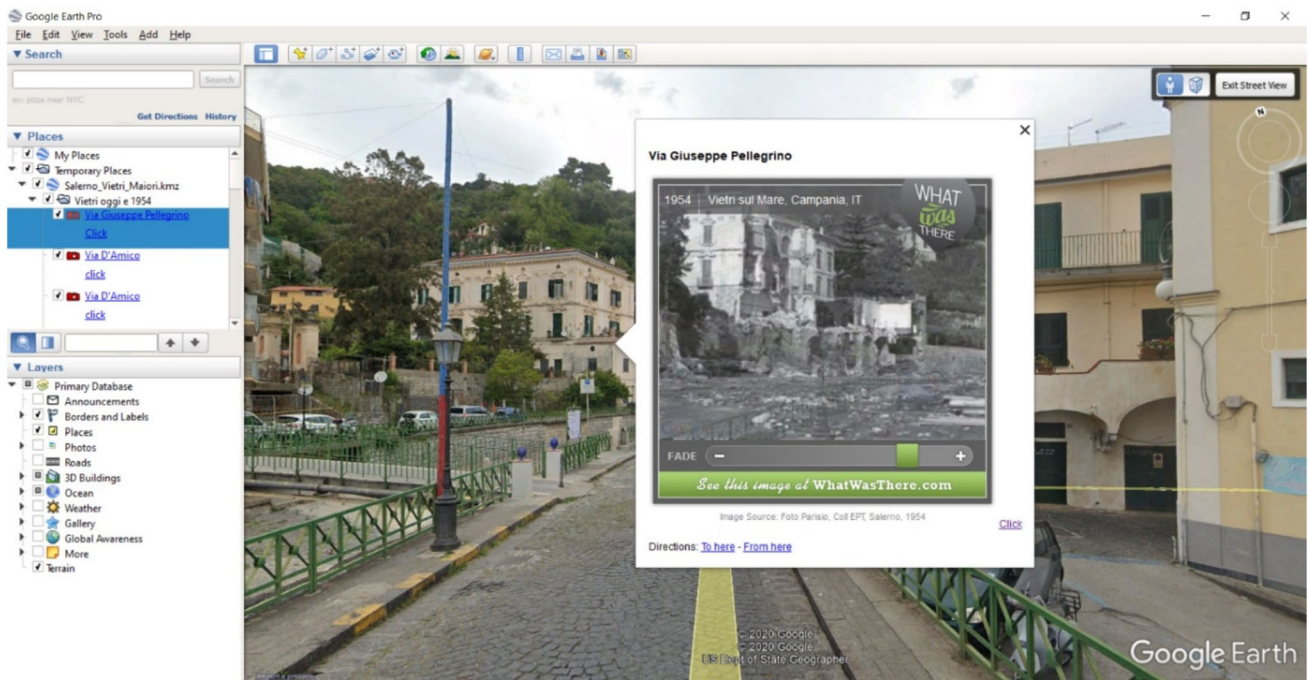 Google Earth Pro
File Edit View Tools Add Help
Search
Search
ex: pizza near NYC
Get Directions History
Places
My Places
Temporary Places
Salerno_Vietri_Maiori.kmz
Vietri oggi e 1954
Via Giuseppe Pellegrino
Click
Via D'Amico
click
Via D'Amico
click
Layers
Primary Database
Announcements
Borders and Labels
Places
Photos
Roads
3D Buildings
Ocean
Weather
Gallery
Global Awareness
More
Terrain
Exit Street View
N
Via Giuseppe Pellegrino
1954 Vietri sul Mare, Campania, IT
WHAT
was
THERE
FADE
See this image at WhatWasThere.com
Image Source: Foto Parisio, Coll EPT, Salerno, 1954
Click
Directions: To here - From here
© 2020 Google
© 2020 Google
US Dept of State Geographer
Google Earth